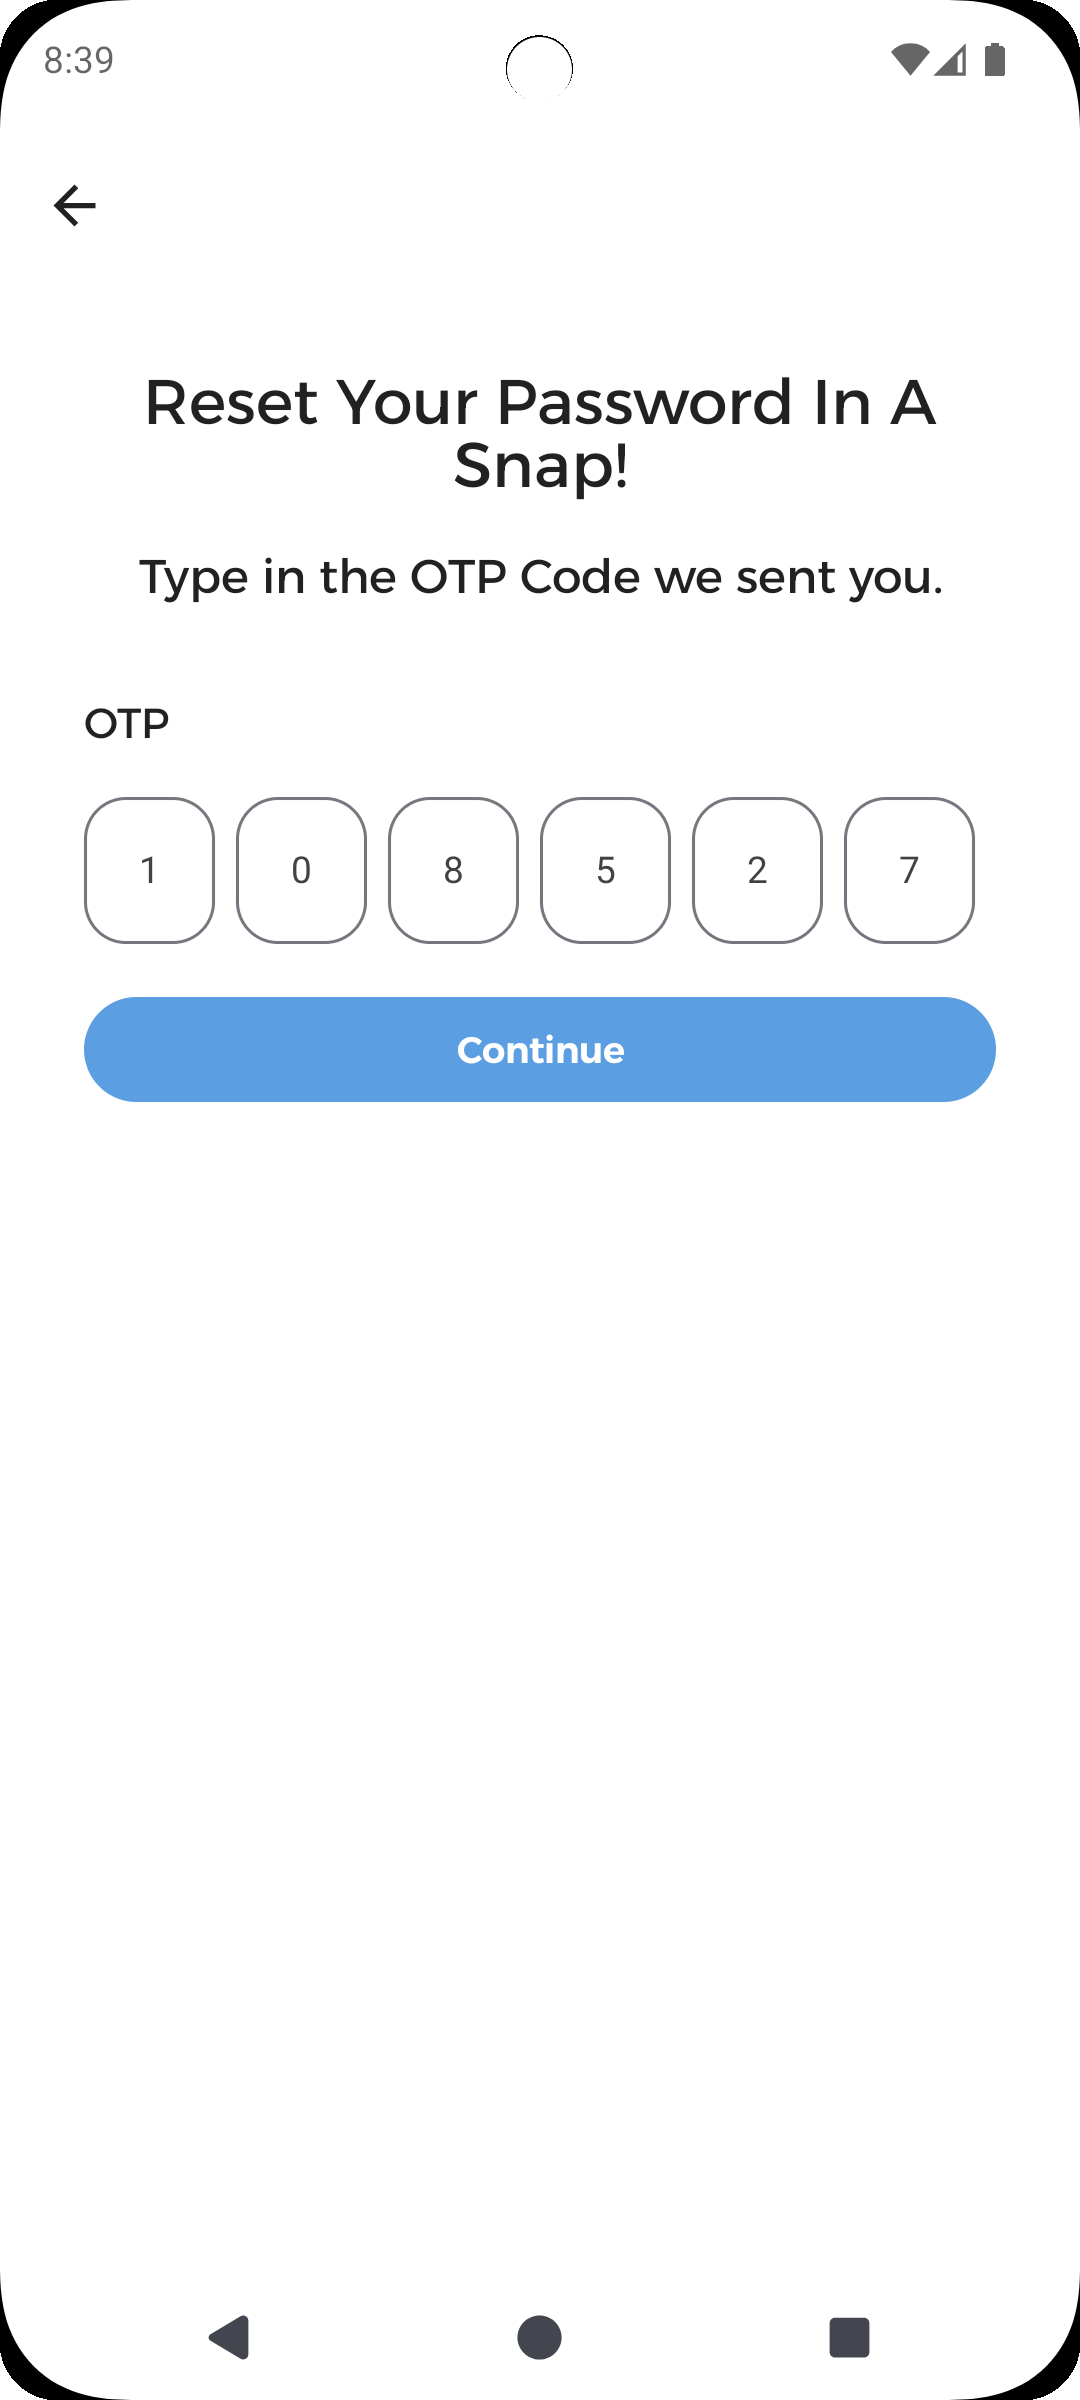 8:39
Reset Your Password In A
Snap!
Type in the OTP Code we sent you.
OTP
1 0 8 5 2 7
Continue